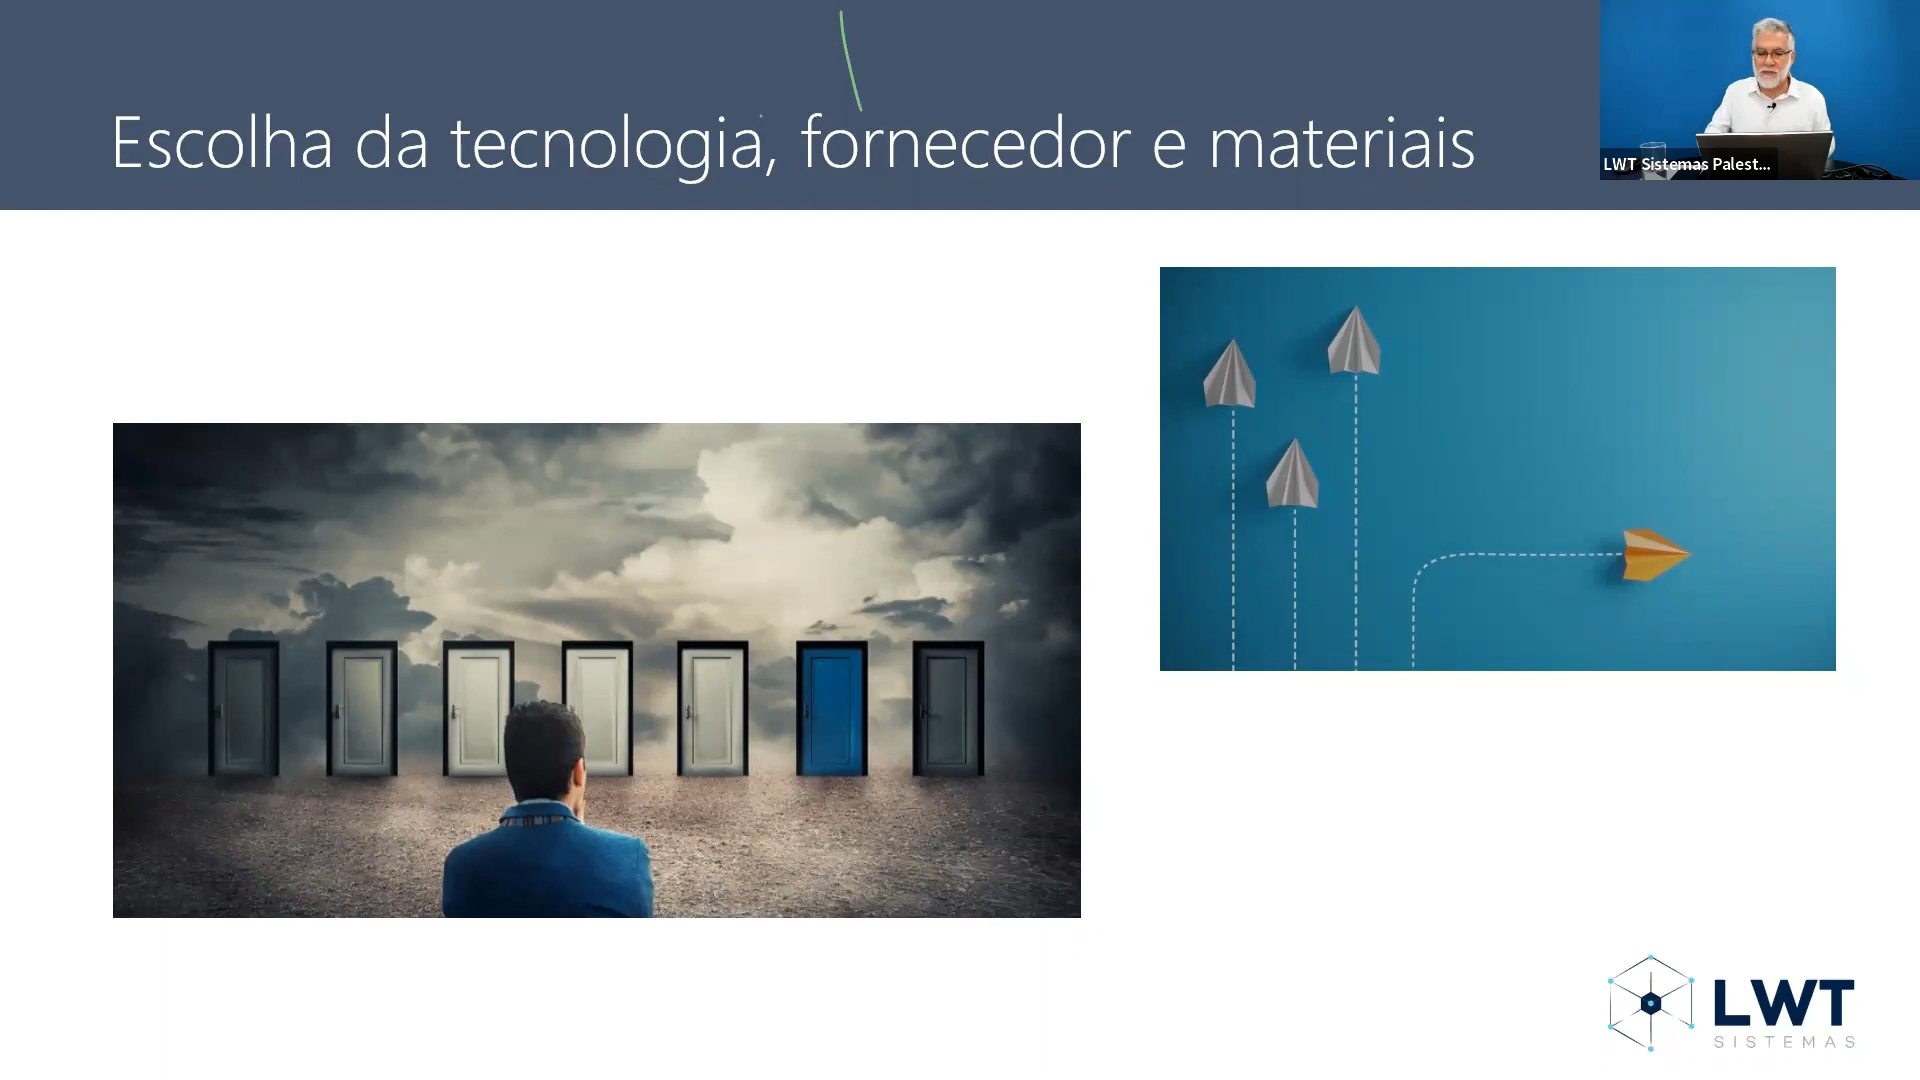 Escolha da tecnologia, fornecedor e materiais
LWT Sistemas Palest...
LWT
SISTEMAS